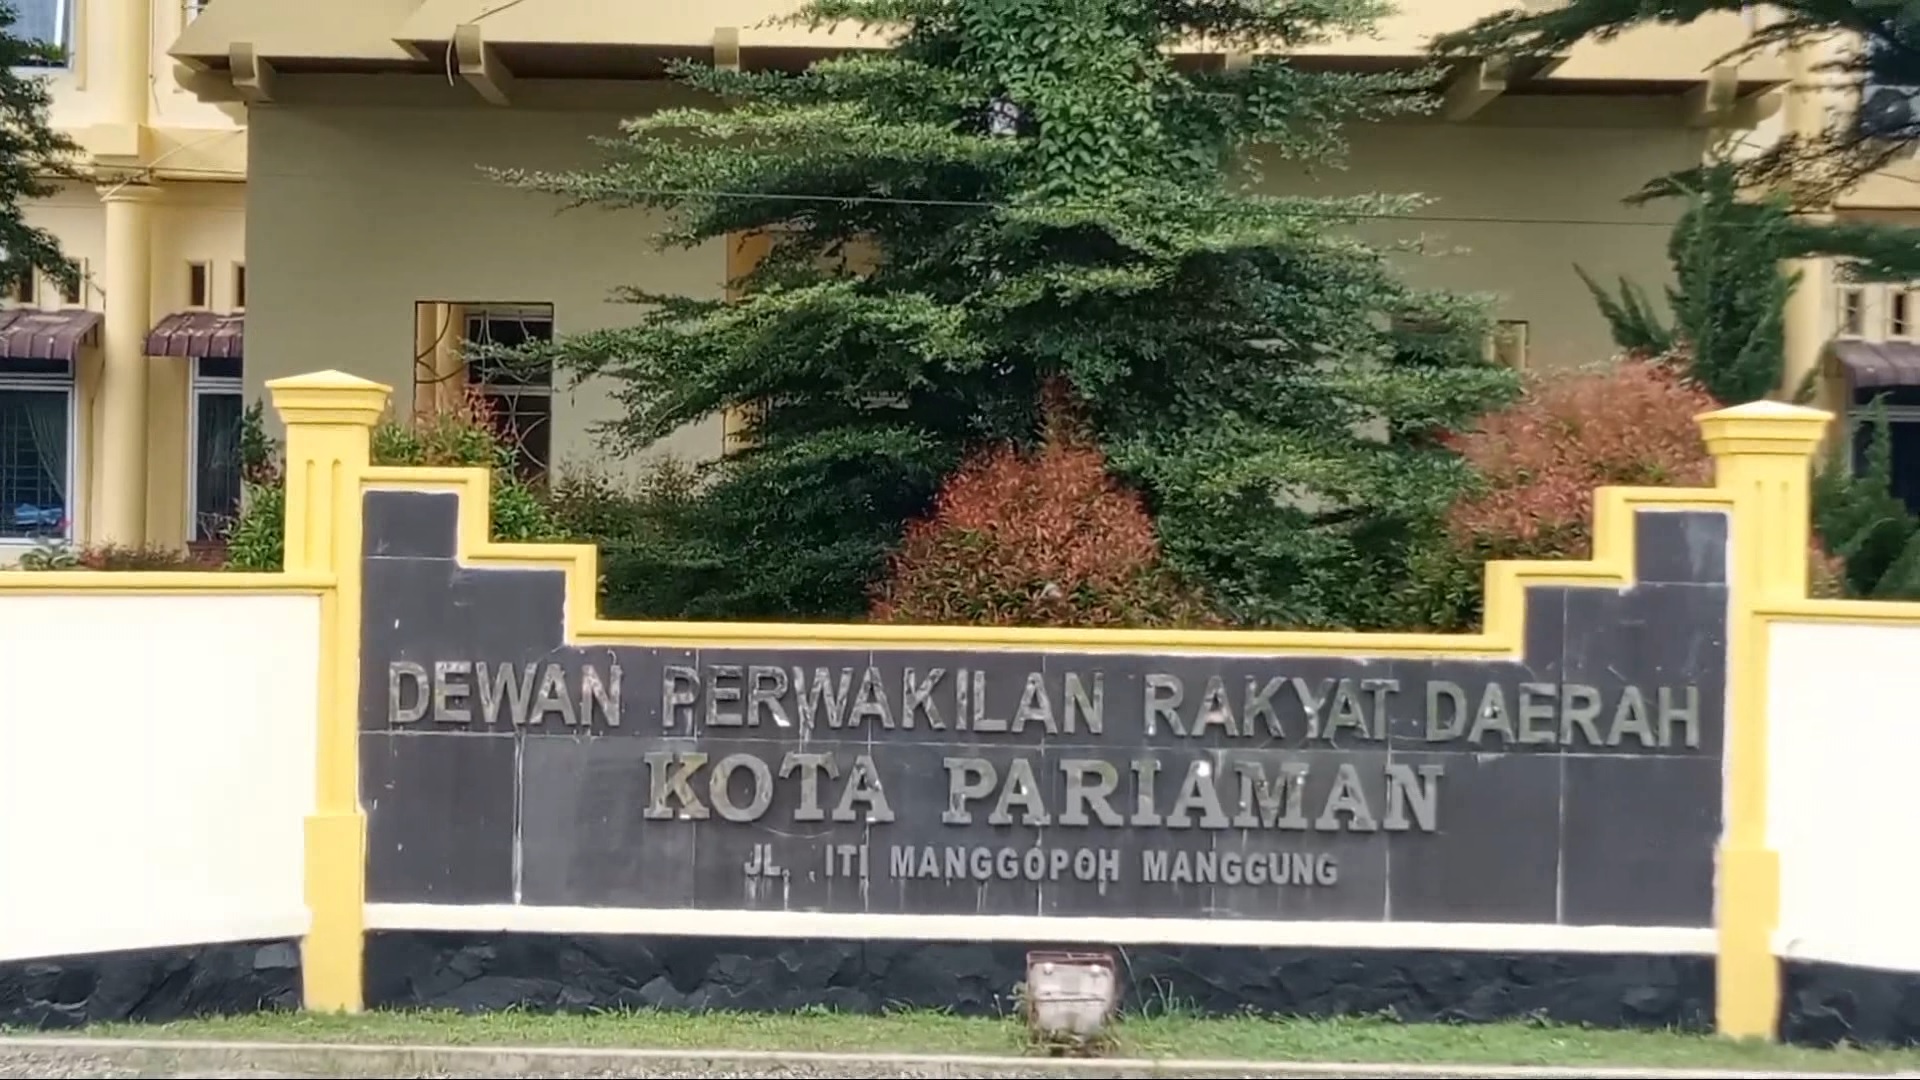 DEWAN PERWAKILAN RAKYAT DAERAH
KOTA PARIAMAN
JL. ITI MANGGOPOH MANGGUNG